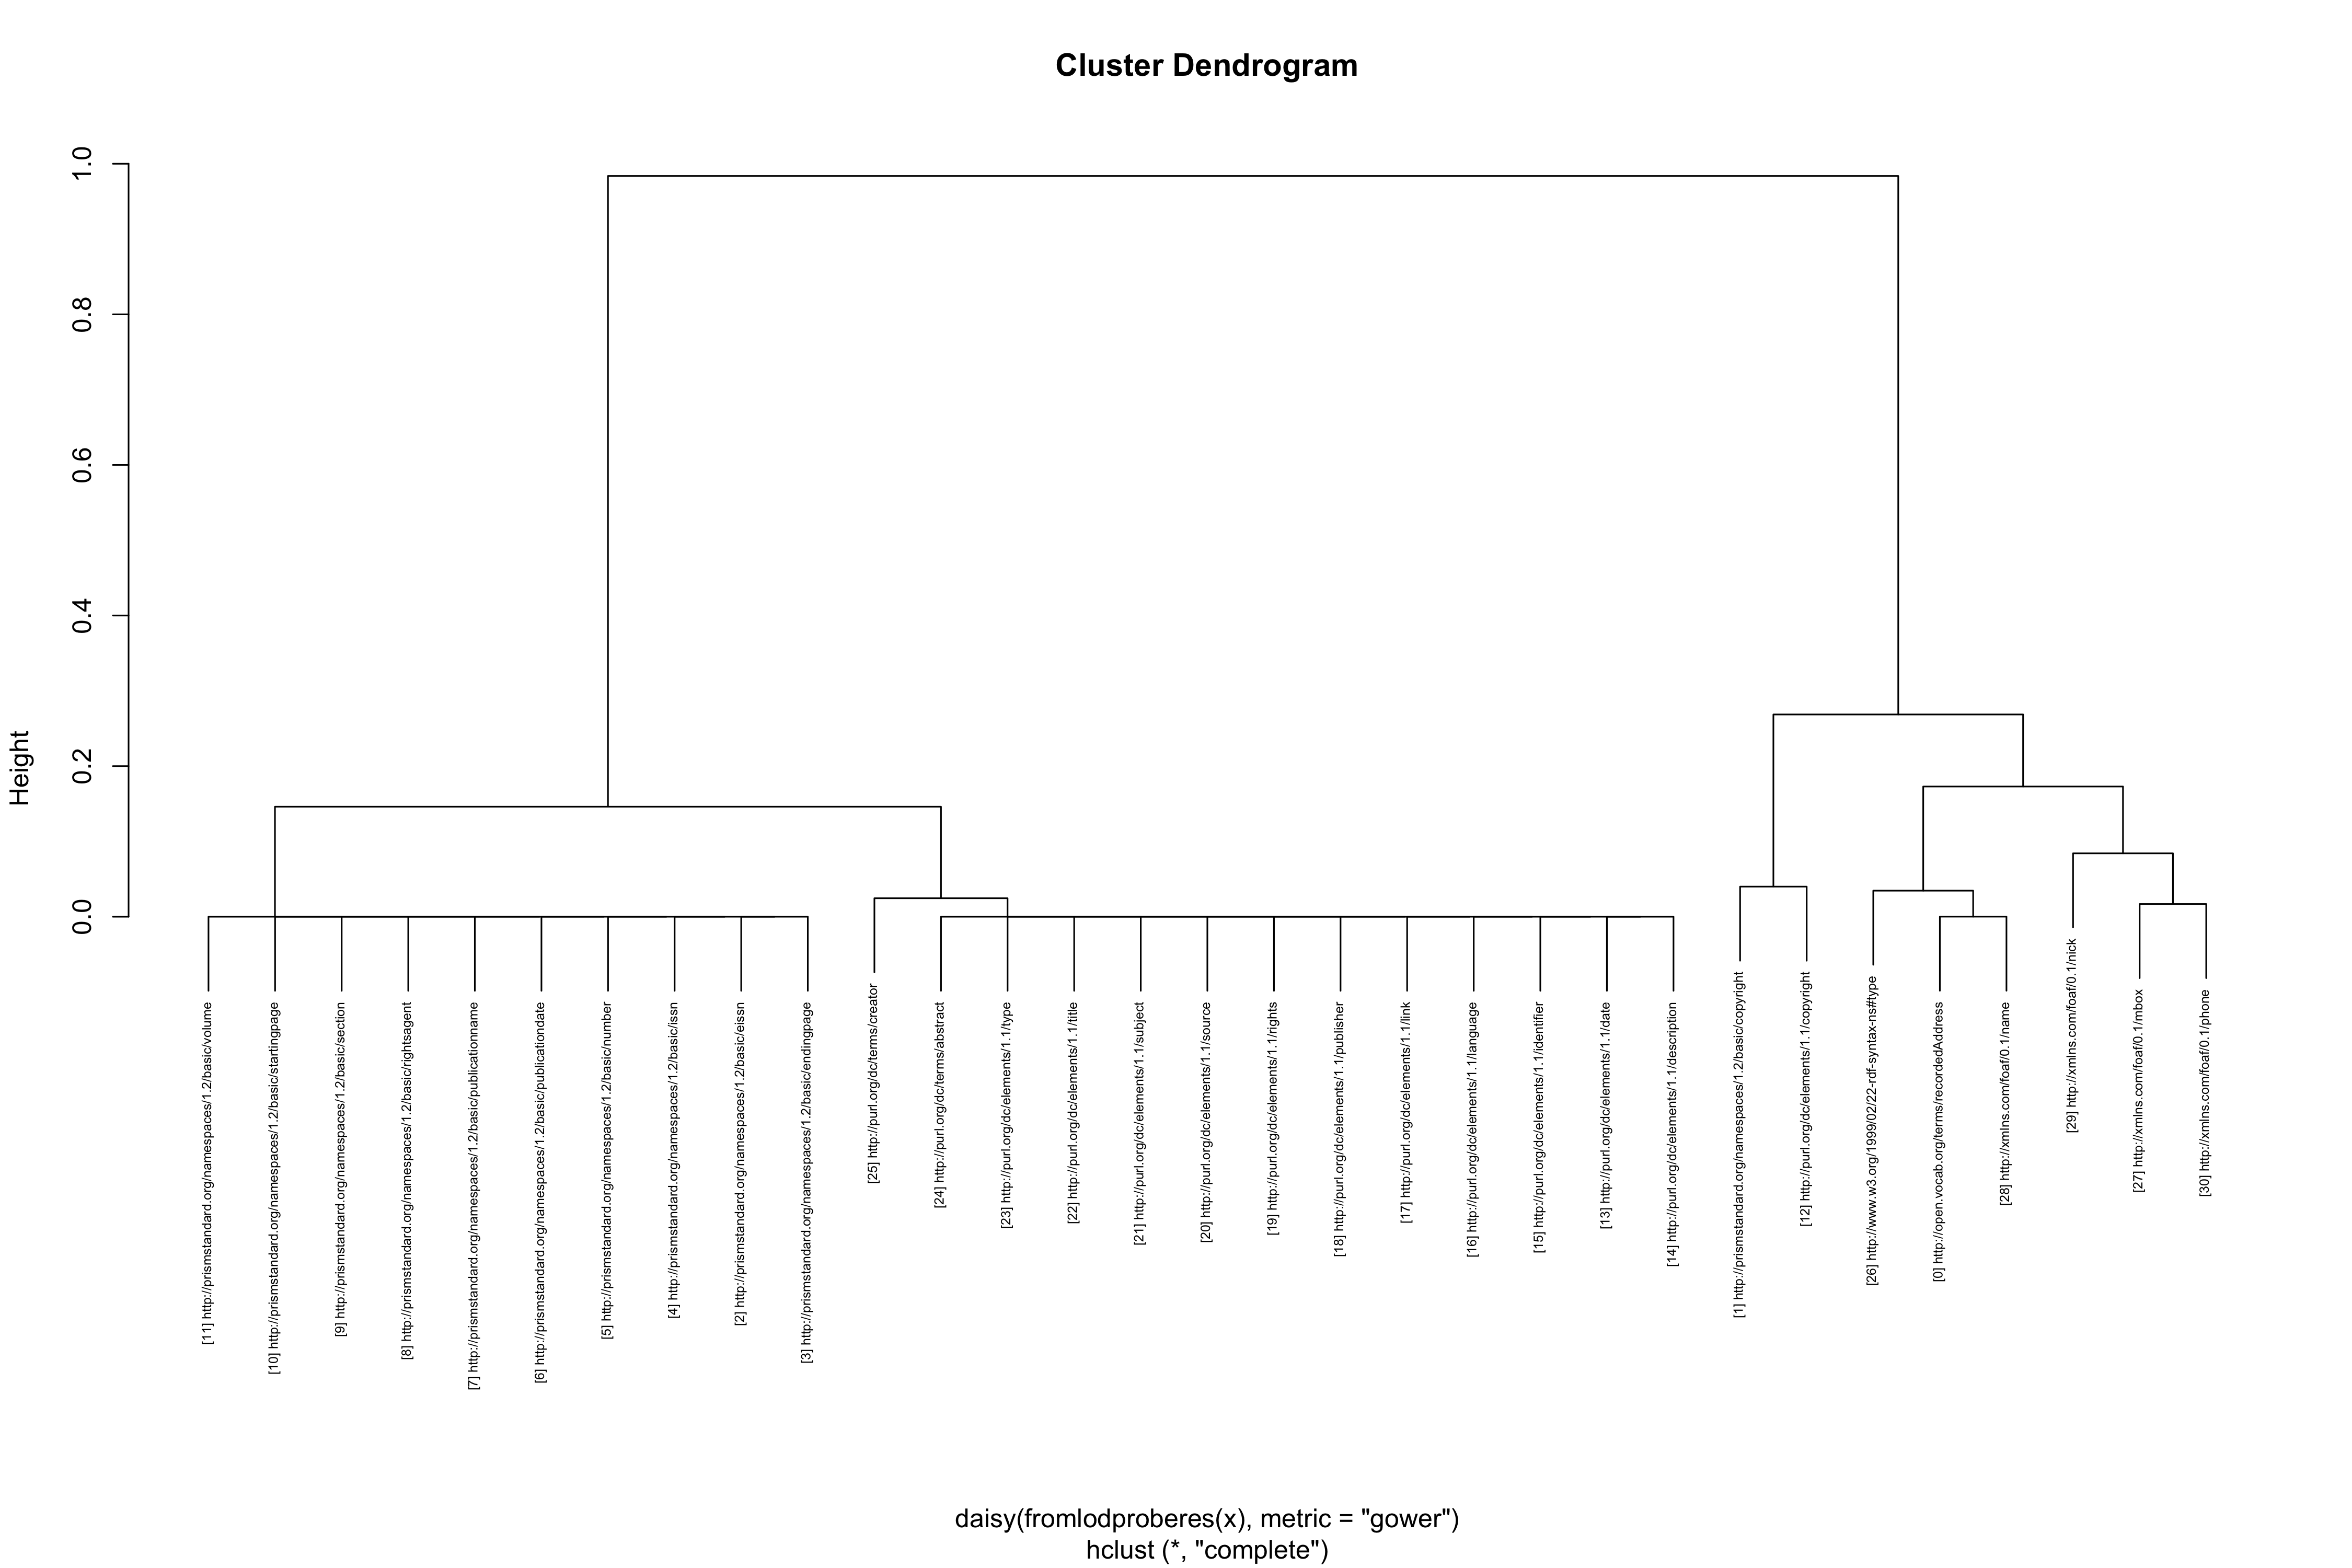 Cluster Dendrogram
1.0
0.8
0.6
0.4
0.2
0.0
Height
[11] http://prismstandard.org/namespaces/1.2/basic/volume
[10] http://prismstandard.org/namespaces/1.2/basic/startingpage
[9] http://prismstandard.org/namespaces/1.2/basic/section
[8] http://prismstandard.org/namespaces/1.2/basic/rightsagent
[7] http://prismstandard.org/namespaces/1.2/basic/publicationname
[6] http://prismstandard.org/namespaces/1.2/basic/publicationdate
[5] http://prismstandard.org/namespaces/1.2/basic/number
[4] http://prismstandard.org/namespaces/1.2/basic/issn
[2] http://prismstandard.org/namespaces/1.2/basic/eissn
[3] http://prismstandard.org/namespaces/1.2/basic/endingpage
[25] http://purl.org/dc/terms/creator
[24] http://purl.org/dc/terms/abstract
[23] http://purl.org/dc/elements/1.1/type
[22] http://purl.org/dc/elements/1.1/title
[21] http://purl.org/dc/elements/1.1/subject
[20] http://purl.org/dc/elements/1.1/source
[19] http://purl.org/dc/elements/1.1/rights
[18] http://purl.org/dc/elements/1.1/publisher
[17] http://purl.org/dc/elements/1.1/link
[16] http://purl.org/dc/elements/1.1/language
[15] http://purl.org/dc/elements/1.1/identifier
[13] http://purl.org/dc/elements/1.1/date
[14] http://purl.org/dc/elements/1.1/description
[1] http://prismstandard.org/namespaces/1.2/basic/copyright
[12] http://purl.org/dc/elements/1.1/copyright
[26] http://www.w3.org/1999/02/22-rdf-syntax-ns#type
[0] http://open.vocab.org/terms/recordedAddress
[28] http://xmlns.com/foaf/0.1/name
[29] http://xmlns.com/foaf/0.1/nick
[27] http://xmlns.com/foaf/0.1/mbox
[30] http://xmlns.com/foaf/0.1/phone
daisy(fromlodproberes(x), metric = "gower")
hclust (*, "complete")